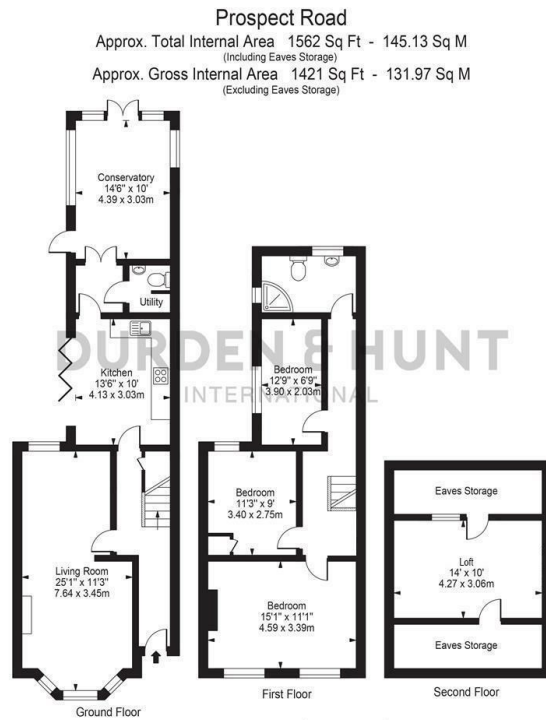 Prospect Road
Approx. Total Internal Area 1562 Sq Ft - 145.13 Sq M
(Including Eaves Storage)
Approx. Gross Internal Area 1421 Sq Ft - 131.97 Sq M
(Excluding Eaves Storage)
Conservatory
14'6" x 10'
4.39 x 3.03m
Utility
DURDEN & HUNT
INTERNATIONAL
Kitchen
13'6" x 10'
4.13 x 3.03m
Bedroom
12'9" x 6'9"
3.90 x 2.03m
Living Room
25'1" x 11'3"
7.64 x 3.45m
Bedroom
11'3" x 9'
3.40 x 2.75m
Bedroom
15'1" x 11'1"
4.59 x 3.39m
Eaves Storage
Loft
14' x 10'
4.27 x 3.06m
Eaves Storage
Ground Floor
First Floor
Second Floor